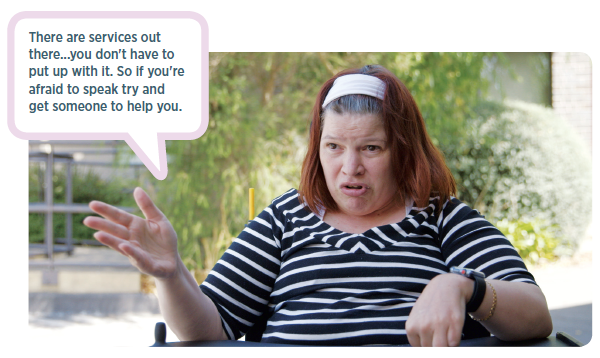 There are services out
there...you don't have to
put up with it. So if you're
afraid to speak try and
get someone to help you.